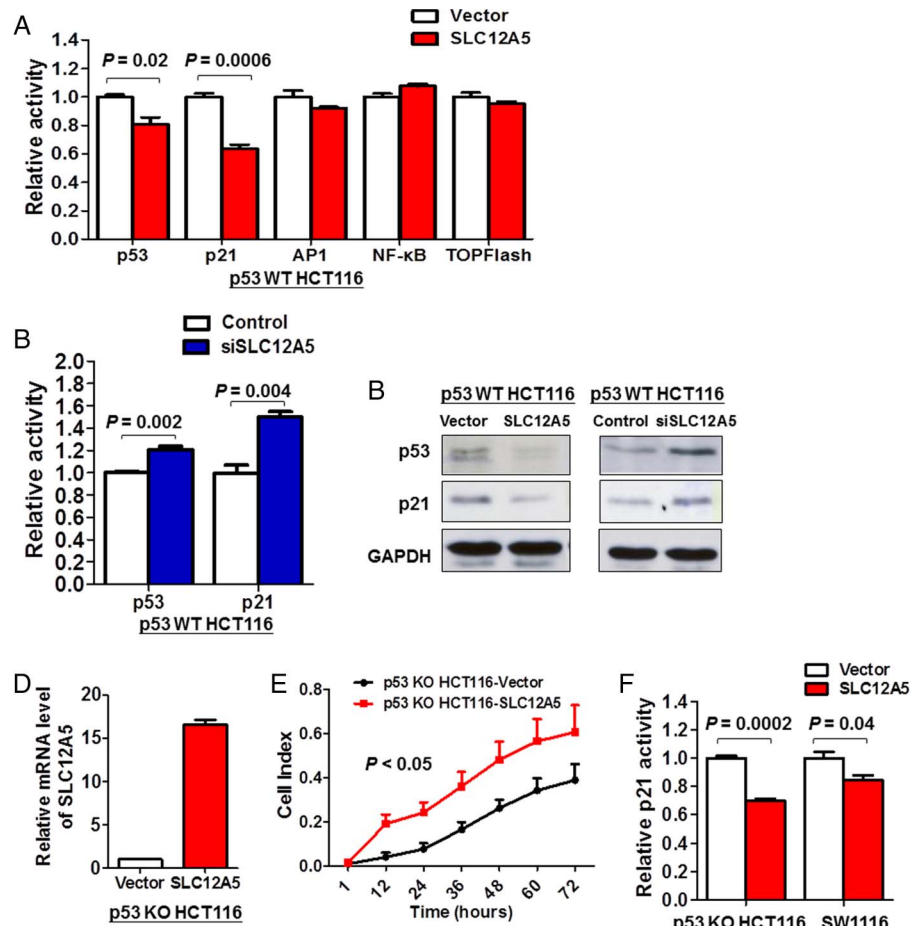 A
Vector
SLC12A5
Relative activity
1.4
1.2
1.0
0.8
0.6
0.4
0.2
0.0
P = 0.02
P = 0.0006
p53 p21 AP1 NF-κB TOPFlash
p53 WT HCT116
B
Control
siSLC12A5
Relative activity
2.0
1.8
1.6
1.4
1.2
1.0
0.8
0.6
0.4
0.2
0.0
P = 0.002
P = 0.004
p53 p21
p53 WT HCT116
B
p53 WT HCT116 p53 WT HCT116
Vector SLC12A5 Control siSLC12A5
p53
p21
GAPDH
D
Relative mRNA level
of SLC12A5
20
15
10
5
0
Vector SLC12A5
p53 KO HCT116
E
p53 KO HCT116-Vector
p53 KO HCT116-SLC12A5
Cell Index
0.8
0.6
0.4
0.2
0.0
P < 0.05
1 12 24 36 48 60 72
Time (hours)
F
Vector
SLC12A5
Relative p21 activity
1.4
1.2
1.0
0.8
0.6
0.4
0.2
0.0
P = 0.0002
P = 0.04
p53 KO HCT116 SW1116